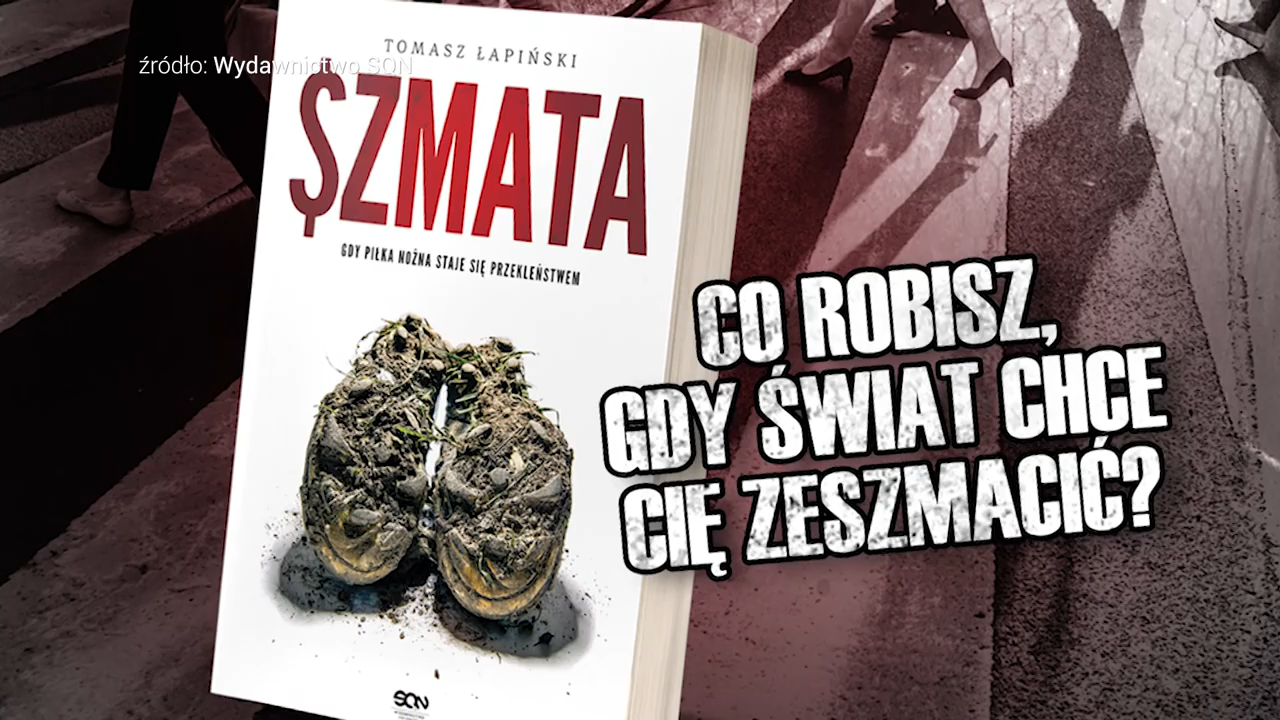 źródło: Wydawnictwo SQN
TOMASZ ŁAPIŃSKI
$ZMATA
GDY PIŁKA NOŻNA STAJE SIĘ PRZEKLEŃSTWEM
CO ROBISZ,
GDY ŚWIAT CHCE
CIĘ ZESZMACIĆ?
SQN